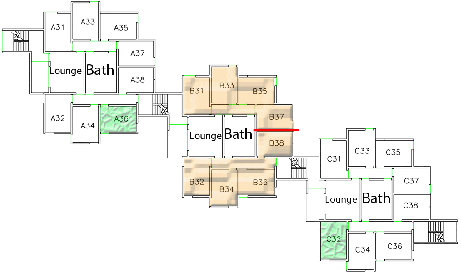 A31 A33 A35
A37
Lounge Bath A38
A32 A34 A36
B31 B33 B35
B37
Lounge Bath B38
B32 B34 B36
C31 C33 C35
C37
Lounge Bath C38
C32 C34 C36